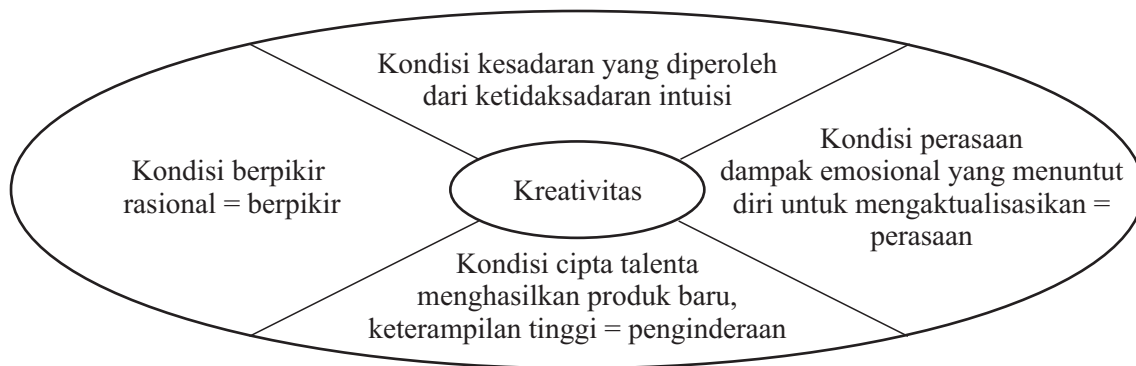 Kondisi kesadaran yang diperoleh
dari ketidaksadaran intuisi
Kondisi berpikir
rasional = berpikir
Kreativitas
Kondisi perasaan
dampak emosional yang menuntut
diri untuk mengaktualisasikan =
perasaan
Kondisi cipta talenta
menghasilkan produk baru,
keterampilan tinggi = penginderaan